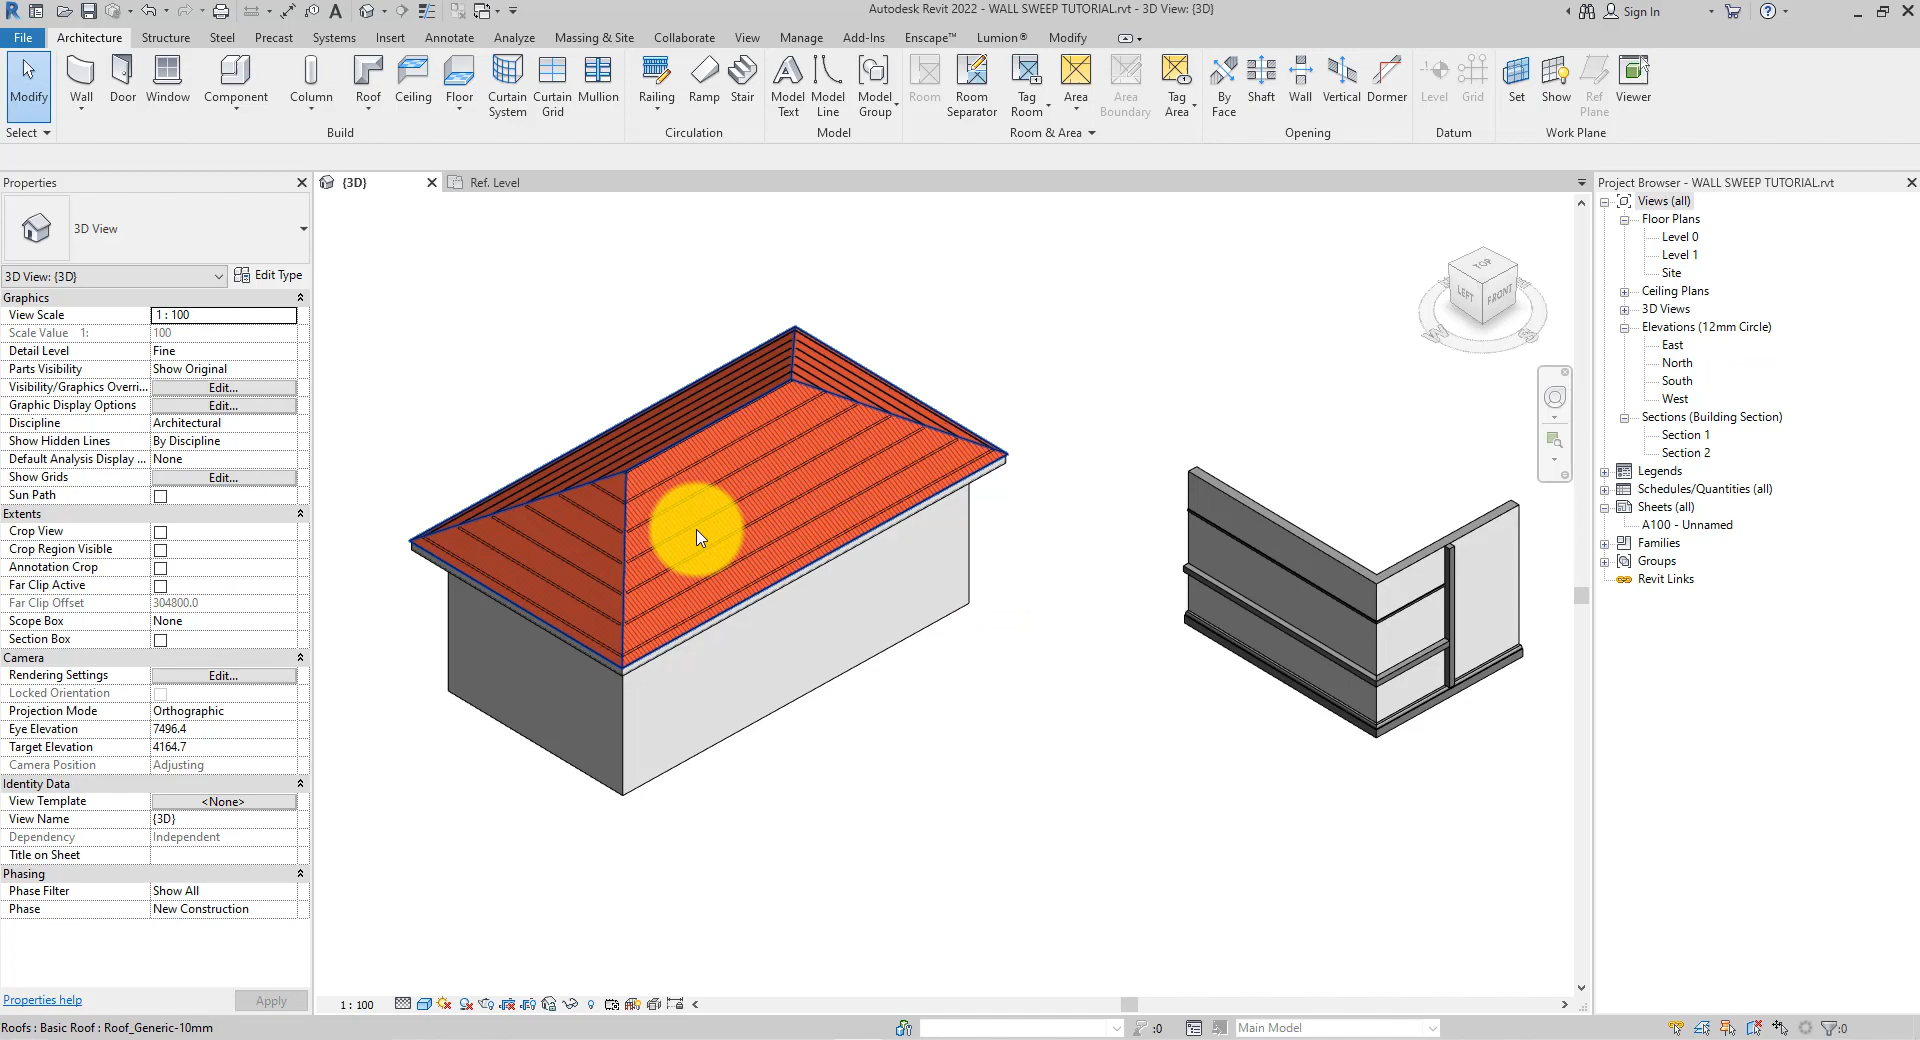 Autodesk Revit 2022 - WALL SWEEP TUTORIAL.rvt - 3D View: {3D}
Sign In
File Architecture Structure Steel Precast Systems Insert Annotate Analyze Massing & Site Collaborate View Manage Add-Ins Enscape™ Lumion® Modify
Modify Wall Door Window Component Column Roof Ceiling Floor Curtain System Curtain Grid Mullion Railing Ramp Stair Model Text Model Line Model Group Room Room Separator Tag Room Area Area Boundary Tag Area By Face Shaft Wall Vertical Dormer Level Grid Set Show Ref Plane Viewer
Select Build Circulation Model Room & Area Opening Datum Work Plane
Properties
{3D}
Ref. Level
Project Browser - WALL SWEEP TUTORIAL.rvt
3D View
3D View: {3D}
Edit Type
Graphics
View Scale 1 : 100
Scale Value 1: 100
Detail Level Fine
Parts Visibility Show Original
Visibility/Graphics Overri... Edit...
Graphic Display Options Edit...
Discipline Architectural
Show Hidden Lines By Discipline
Default Analysis Display ... None
Show Grids Edit...
Sun Path
Extents
Crop View
Crop Region Visible
Annotation Crop
Far Clip Active
Far Clip Offset 304800.0
Scope Box None
Section Box
Camera
Rendering Settings Edit...
Locked Orientation
Projection Mode Orthographic
Eye Elevation 7496.4
Target Elevation 4164.7
Camera Position Adjusting
Identity Data
View Template <None>
View Name {3D}
Dependency Independent
Title on Sheet
Phasing
Phase Filter Show All
Phase New Construction
Properties help
Apply
TOP
LEFT
FRONT
W
S
Views (all)
Floor Plans
Level 0
Level 1
Site
Ceiling Plans
3D Views
Elevations (12mm Circle)
East
North
South
West
Sections (Building Section)
Section 1
Section 2
Legends
Schedules/Quantities (all)
Sheets (all)
A100 - Unnamed
Families
Groups
Revit Links
1 : 100
Roofs : Basic Roof : Roof_Generic-10mm
:0
Main Model
:0